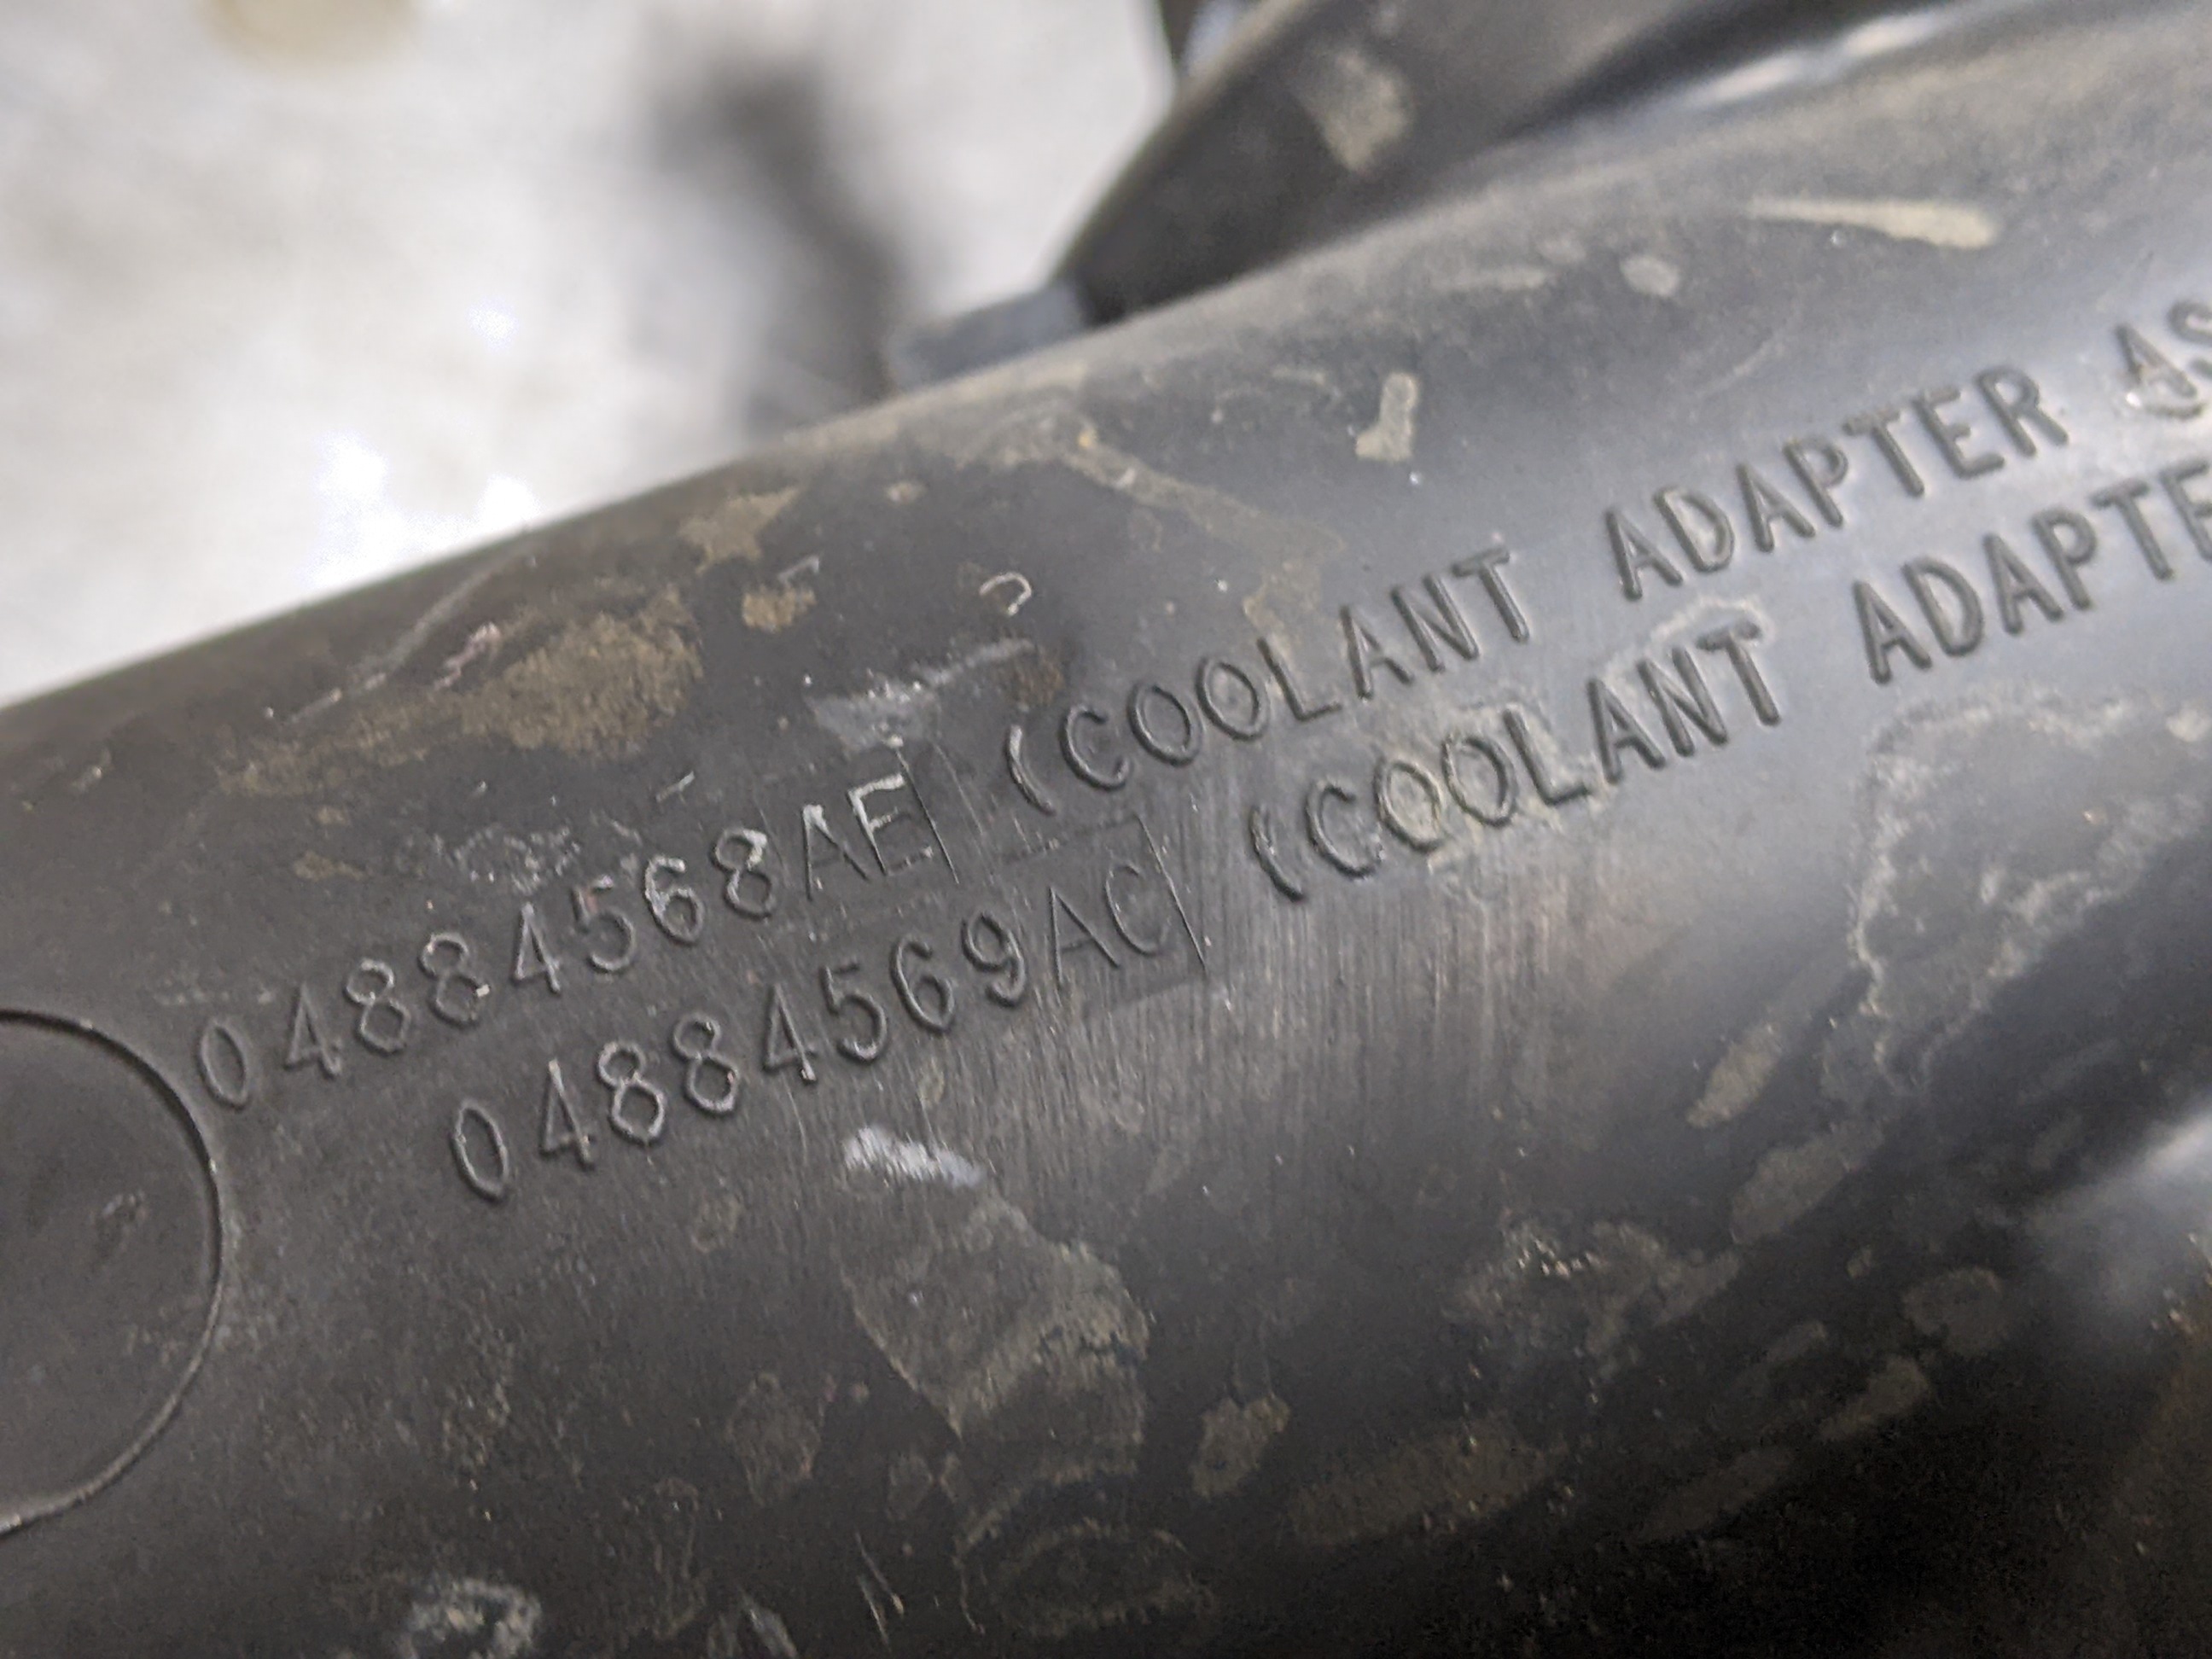 04884568AE (COOLANT ADAPTER AS
04884569AC (COOLANT ADAPTE